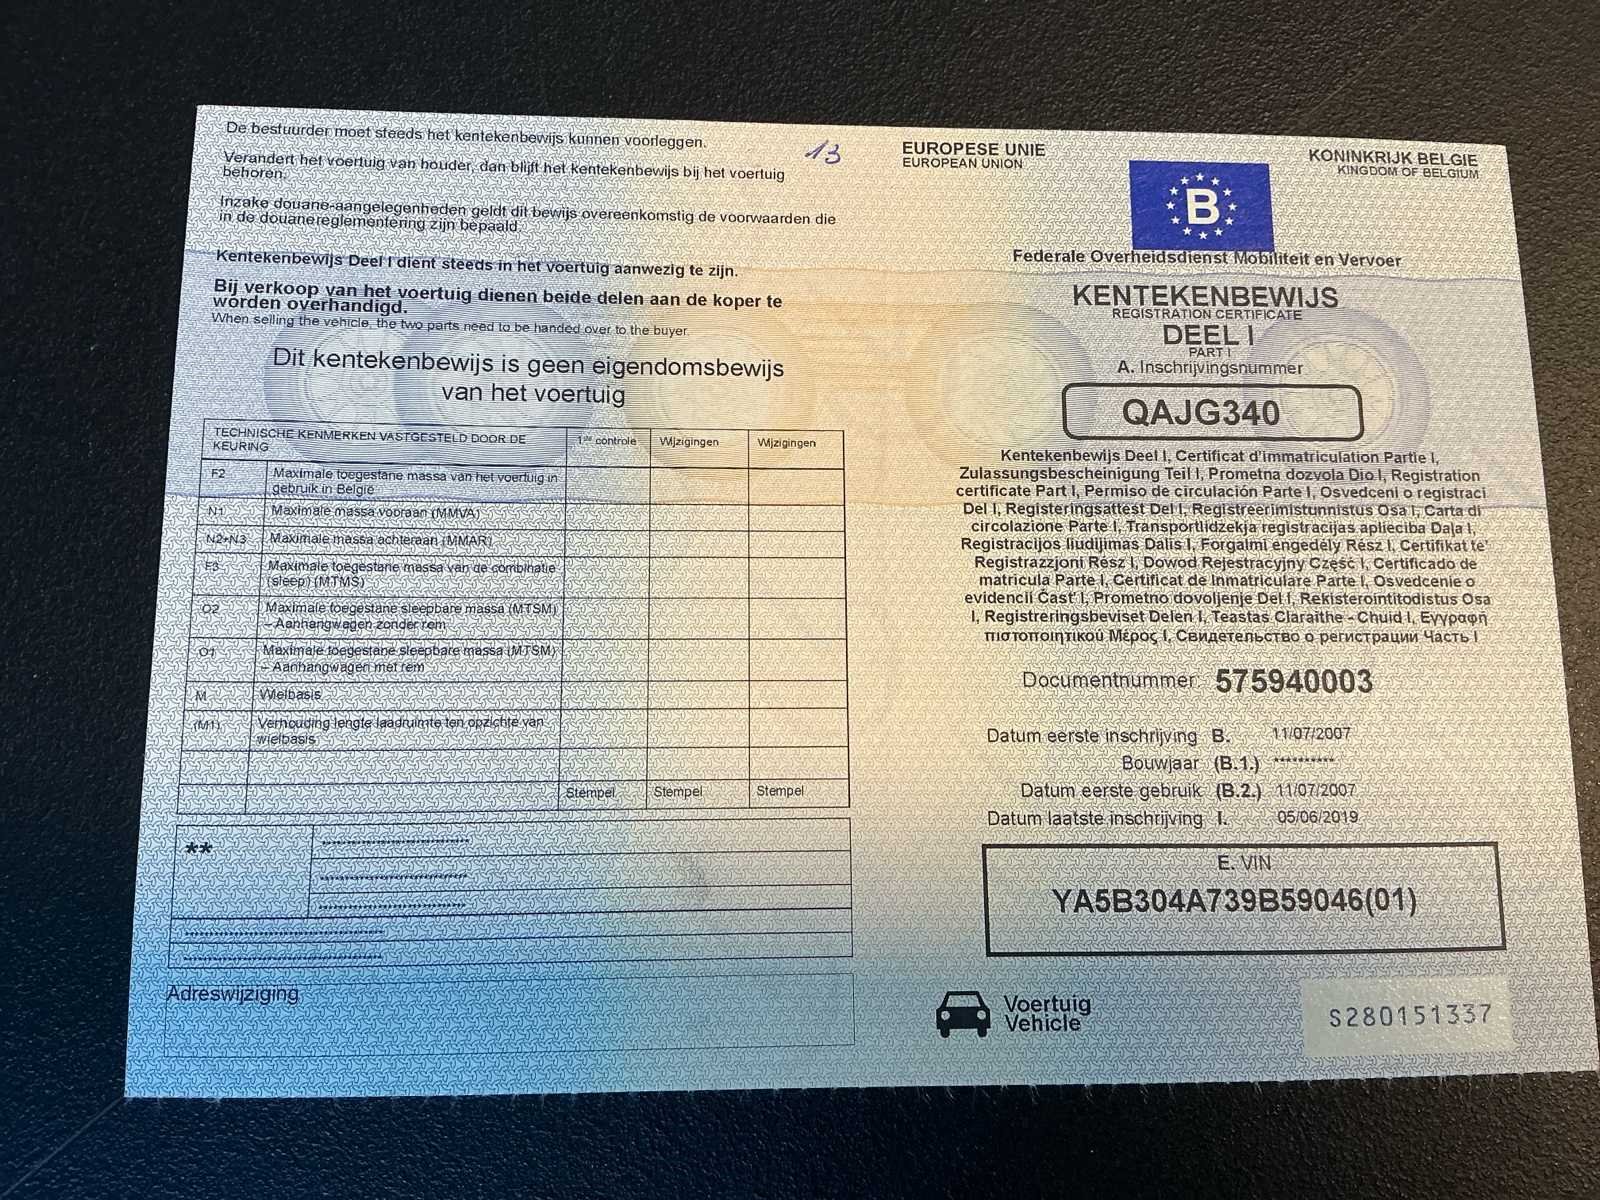 De bestuurder moet steeds het kentekenbewijs kunnen voorleggen.
13
Verandert het voertuig van houder, dan blijft het kentekenbewijs bij het voertuig
behoren.
Inzake douane-aangelegenheden geldt dit bewijs overeenkomstig de voorwaarden die
in de douanereglementering zijn bepaald.
Kentekenbewijs Deel I dient steeds in het voertuig aanwezig te zijn.
Bij verkoop van het voertuig dienen beide delen aan de koper te
worden overhandigd.
When selling the vehicle, the two parts need to be handed over to the buyer.
Dit kentekenbewijs is geen eigendomsbewijs
van het voertuig
TECHNISCHE KENMERKEN VASTGESTELD DOOR DE
KEURING
1ste controle
Wijzigingen
Wijzigingen
F2
Maximale toegestane massa van het voertuig in
gebruik in België
N1
Maximale massa vooraan (MMVA)
N2+N3
Maximale massa achteraan (MMAR)
F3
Maximale toegestane massa van de combinatie
(sleep) (MTMS)
O2
Maximale toegestane sleepbare massa (MTSM)
– Aanhangwagen zonder rem
O1
Maximale toegestane sleepbare massa (MTSM)
– Aanhangwagen met rem
M
Wielbasis
(M1)
Verhouding lengte laadruimte ten opzichte van
wielbasis
Stempel
Stempel
Stempel
**
Adreswijziging
EUROPESE UNIE
EUROPEAN UNION
KONINKRIJK BELGIE
KINGDOM OF BELGIUM
B
Federale Overheidsdienst Mobiliteit en Vervoer
KENTEKENBEWIJS
REGISTRATION CERTIFICATE
DEEL I
PART I
A. Inschrijvingsnummer
QAJG340
Kentekenbewijs Deel I, Certificat d'immatriculation Partie I,
Zulassungsbescheinigung Teil I, Prometna dozvola Dio I, Registration
certificate Part I, Permiso de circulación Parte I, Osvedceni o registraci
Del I, Registeringsattest Del I, Registreerimistunnistus Osa I, Carta di
circolazione Parte I, Transportlidzekja registracijas aplieciba Daļa I,
Registracijos liudijimas Dalis I, Forgalmi engedély Rész I, Certifikat te'
Registrazzjoni Rész I, Dowod Rejestracyjny Część I, Certificado de
matricula Parte I, Certificat de Inmatriculare Parte I, Osvedcenie o
evidencii Časť I, Prometno dovoljenje Del I, Rekisterointitodistus Osa
I, Registreringsbeviset Delen I, Teastas Claraithe - Chuid I, Εγγραφή
πιστοποιητικού Μέρος I, Свидетельство о регистрации Часть I
Documentnummer 575940003
Datum eerste inschrijving B. 11/07/2007
Bouwjaar (B.1.) **********
Datum eerste gebruik (B.2.) 11/07/2007
Datum laatste inschrijving I. 05/06/2019
E. VIN
YA5B304A739B59046(01)
Voertuig
Vehicle
S280151337